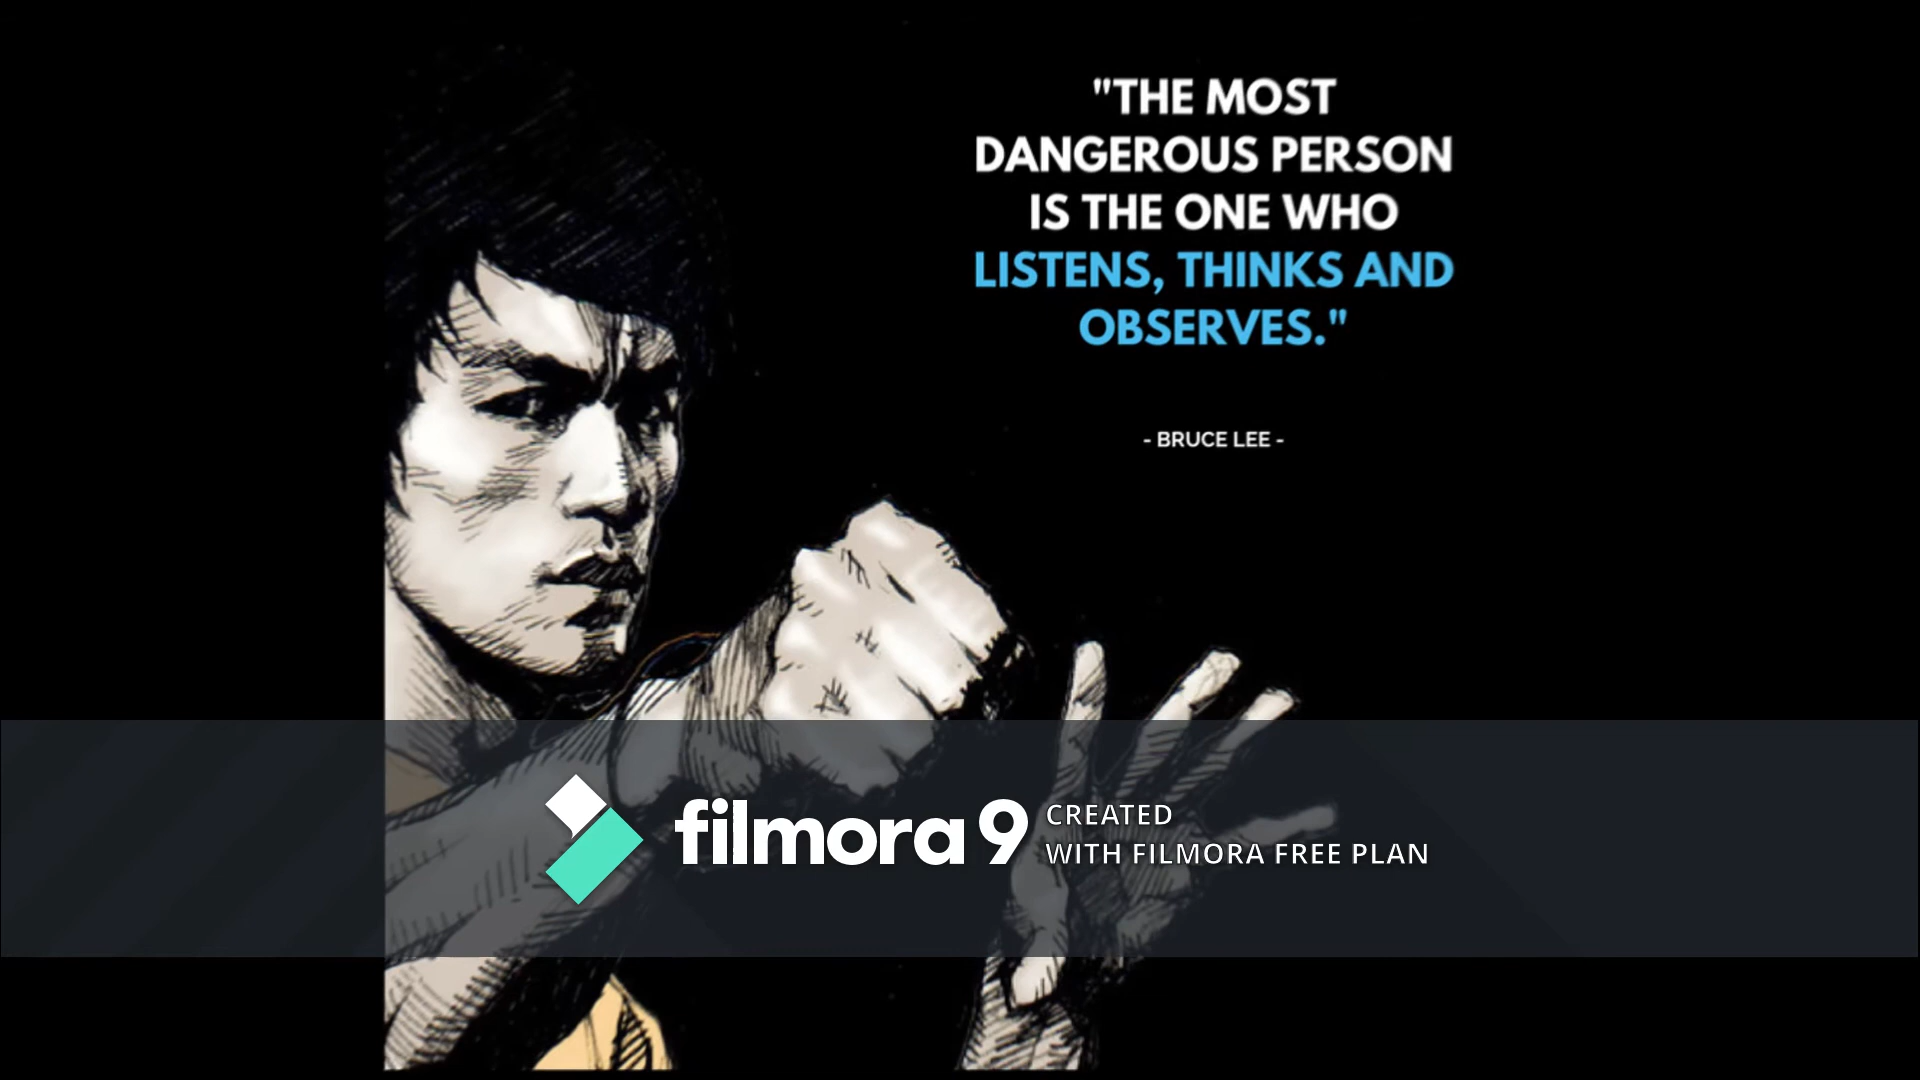 "THE MOST
DANGEROUS PERSON
IS THE ONE WHO
LISTENS, THINKS AND
OBSERVES."
- BRUCE LEE -
filmora 9
CREATED
WITH FILMORA FREE PLAN